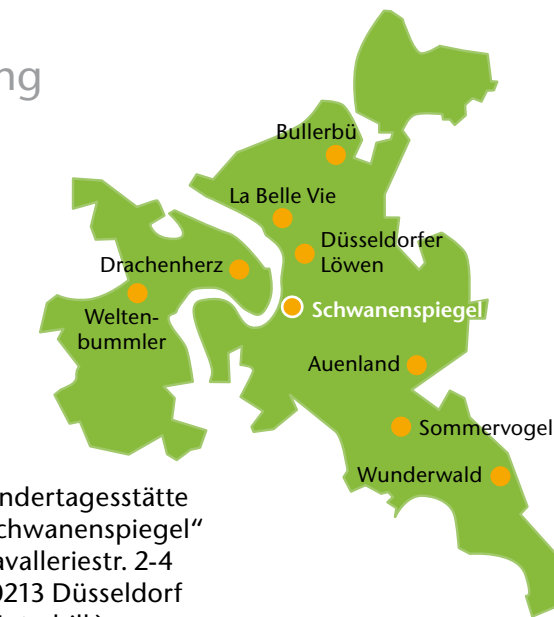 ng
Bullerbü
La Belle Vie
Düsseldorfer
Löwen
Drachenherz
Schwanenspiegel
Welten-
bummler
Auenland
Sommervogel
Wunderwald
ndertagesstätte
chwanenspiegel“
avalleriestr. 2-4
0213 Düsseldorf